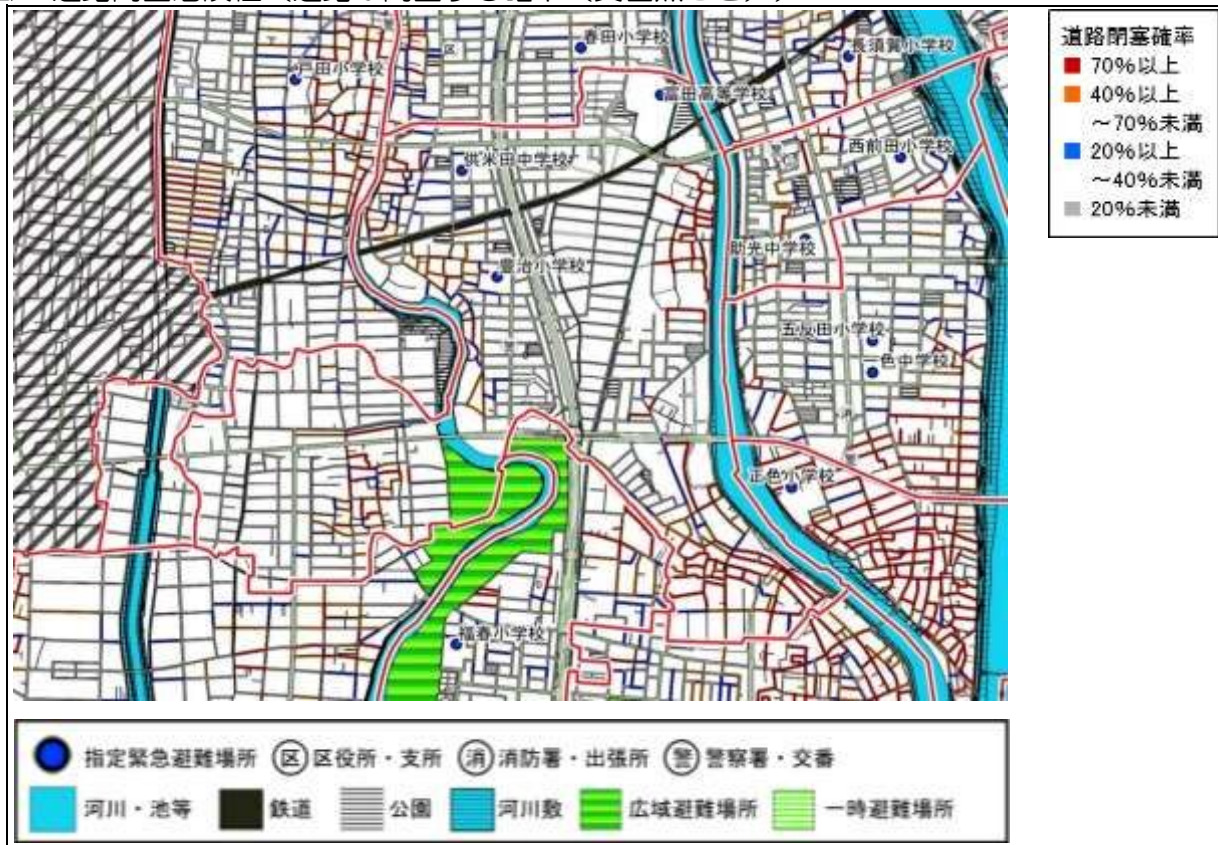 春田小学校
長須賀小学校
戸田小学校
区
富田高等学校
供米田中学校
西前田小学校
助光中学校
豊治小学校
五反田小学校
一色中学校
正色小学校
福春小学校
道路閉塞確率
70%以上
40%以上
～70%未満
20%以上
～40%未満
20%未満
指定緊急避難場所 区 区役所・支所 消 消防署・出張所 警 警察署・交番
河川・池等 鉄道 公園 河川敷 広域避難場所 一時避難場所